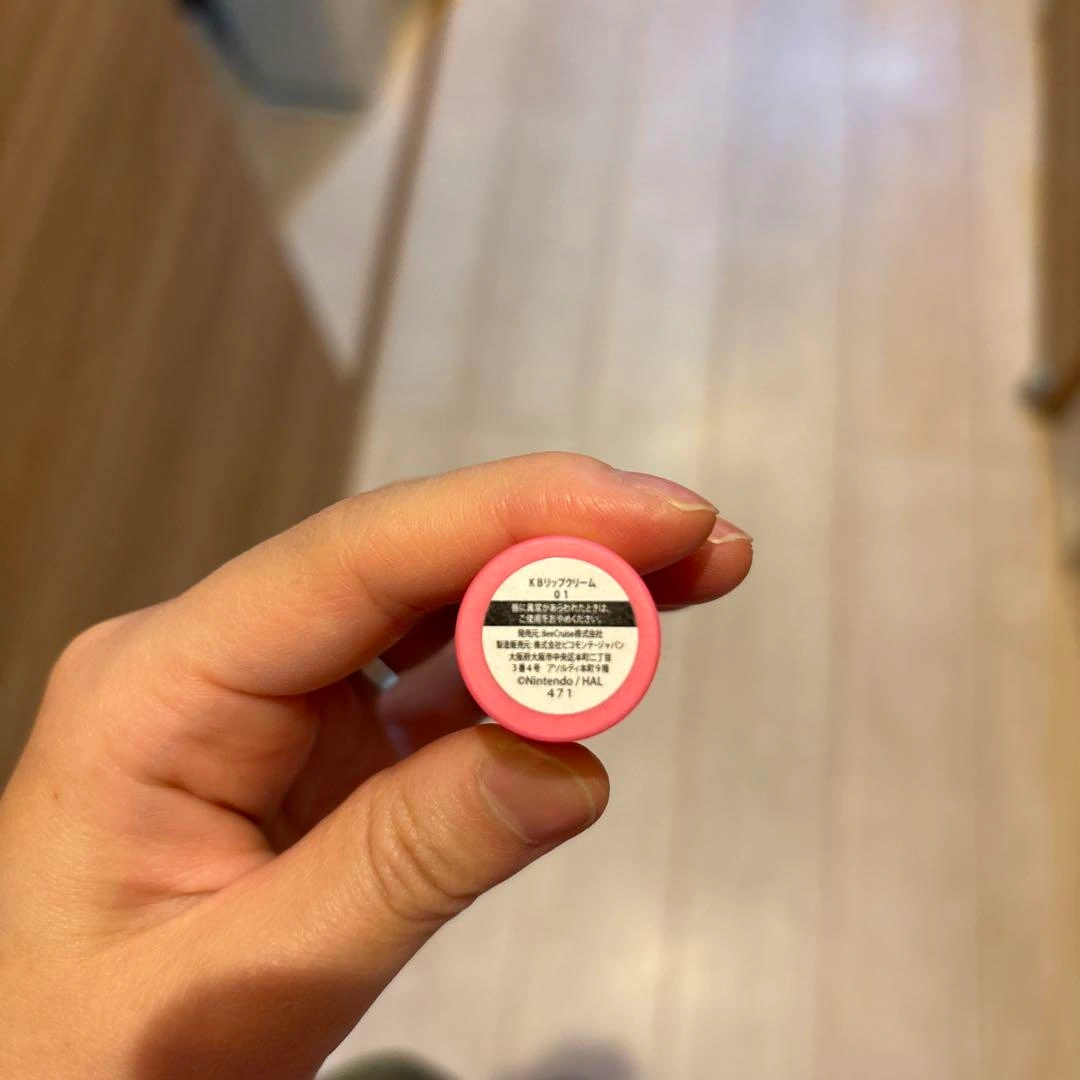 KBリップクリーム
01
唇に異常があらわれたときは、
ご使用をおやめください。
発売元:BeeCruise株式会社
製造販売元:株式会社ピコモンテ・ジャパン
大阪府大阪市中央区本町二丁目
3番4号 アソルティ本町9階
©Nintendo / HAL
471